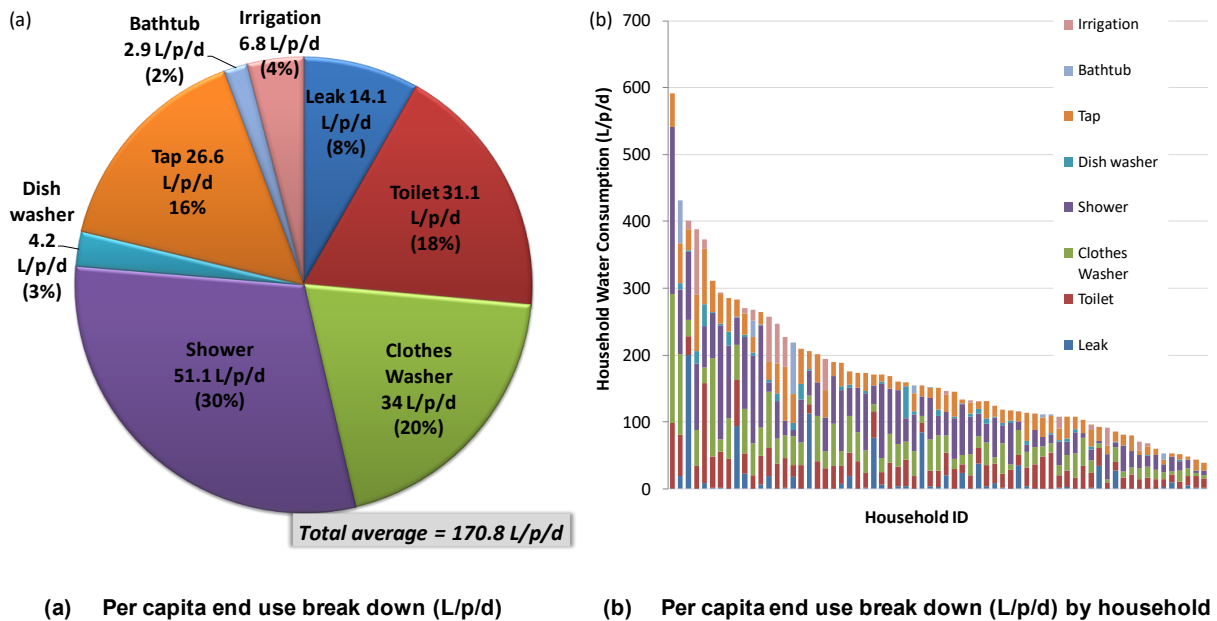 (a)
Bathtub
2.9 L/p/d
(2%)
Irrigation
6.8 L/p/d
(4%)
Leak 14.1
L/p/d
(8%)
Toilet 31.1
L/p/d
(18%)
Tap 26.6
L/p/d
16%
Dish
washer
4.2
L/p/d
(3%)
Shower
51.1 L/p/d
(30%)
Clothes
Washer
34 L/p/d
(20%)
Total average = 170.8 L/p/d
(b)
Household Water Consumption (L/p/d)
700
600
500
400
300
200
100
0
Irrigation
Bathtub
Tap
Dish washer
Shower
Clothes
Washer
Toilet
Leak
Household ID
(a) Per capita end use break down (L/p/d)
(b) Per capita end use break down (L/p/d) by household